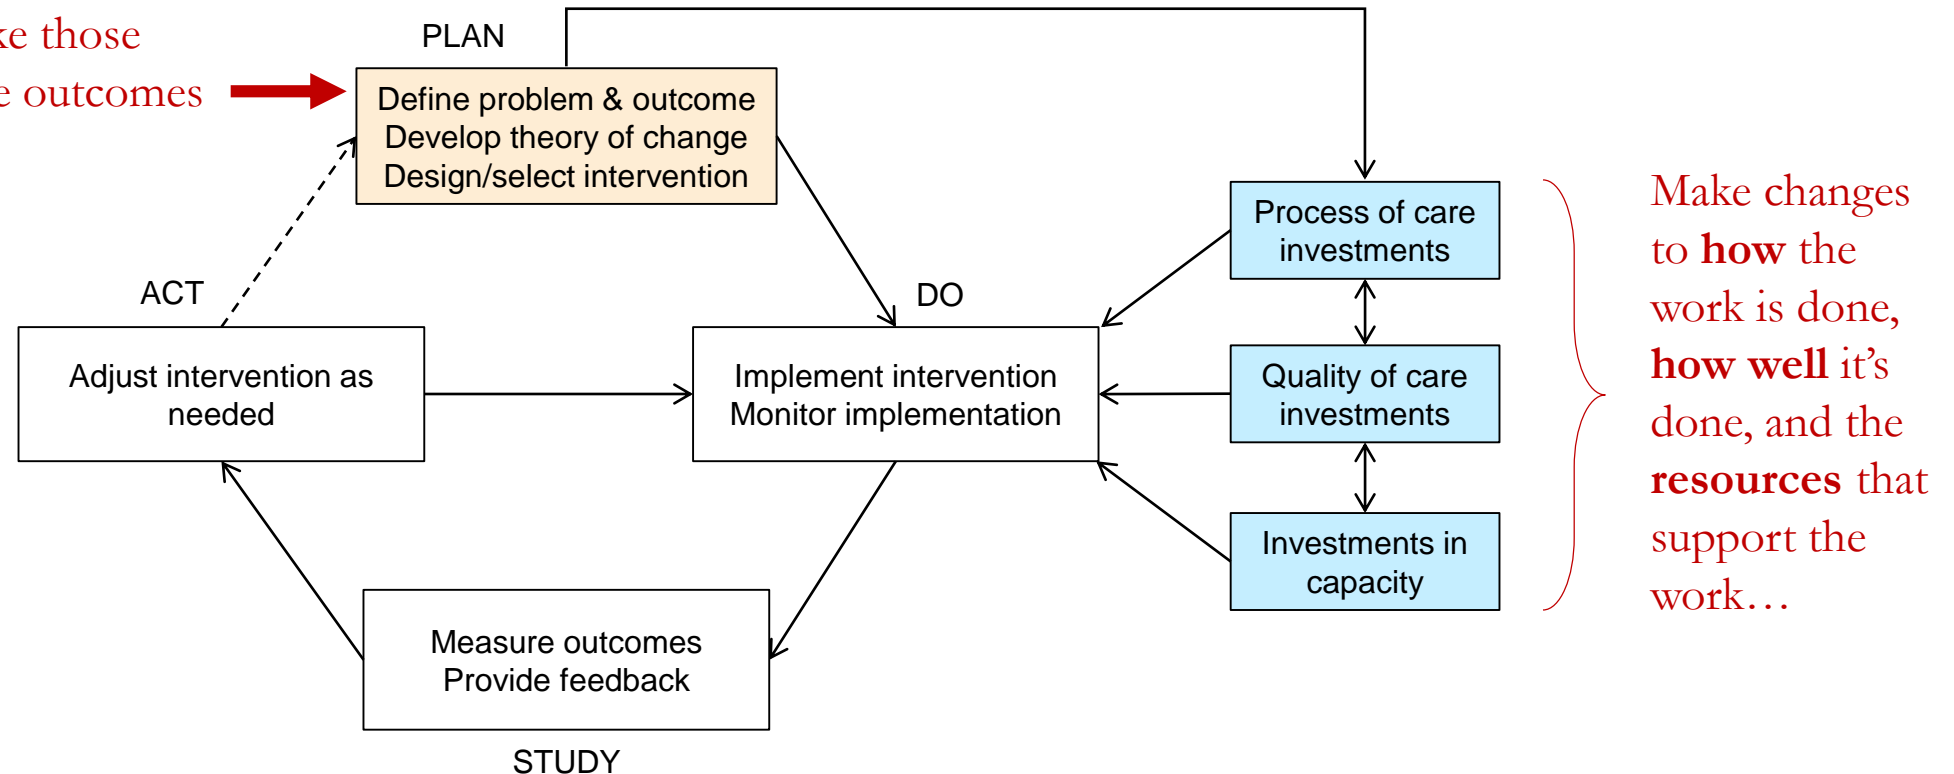 those
outcomes
PLAN
Define problem & outcome
Develop theory of change
Design/select intervention
ACT
Adjust intervention as
needed
DO
Implement intervention
Monitor implementation
Measure outcomes
Provide feedback
STUDY
Process of care
investments
Quality of care
investments
Investments in
capacity
Make changes
to how the
work is done,
how well it’s
done, and the
resources that
support the
work…